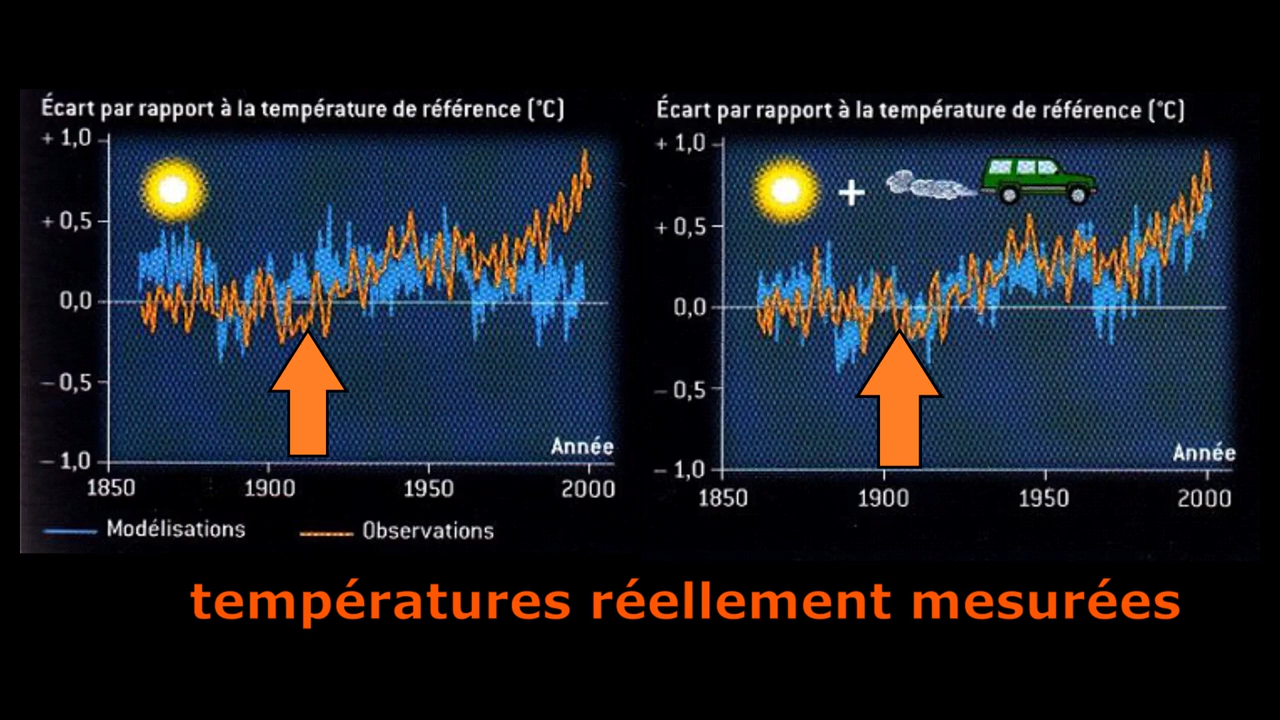 Écart par rapport à la température de référence (°C)
+ 1,0
+ 0,5
0,0
– 0,5
– 1,0
Année
1850 1900 1950 2000
Modélisations Observations
Écart par rapport à la température de référence (°C)
+ 1,0
+
+ 0,5
0,0
– 0,5
– 1,0
Année
1850 1900 1950 2000
températures réellement mesurées